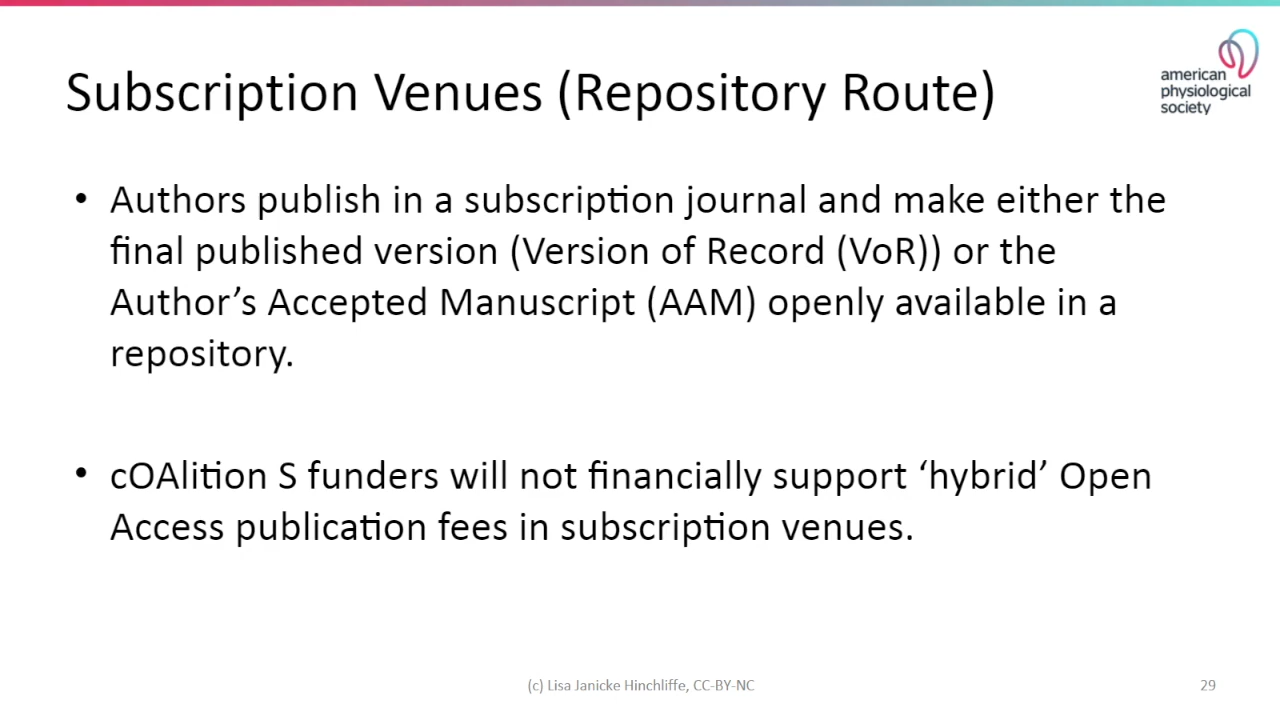 Subscription Venues (Repository Route)
american
physiological
society
• Authors publish in a subscription journal and make either the
final published version (Version of Record (VoR)) or the
Author’s Accepted Manuscript (AAM) openly available in a
repository.
• cOAlition S funders will not financially support ‘hybrid’ Open
Access publication fees in subscription venues.
(c) Lisa Janicke Hinchliffe, CC-BY-NC
29